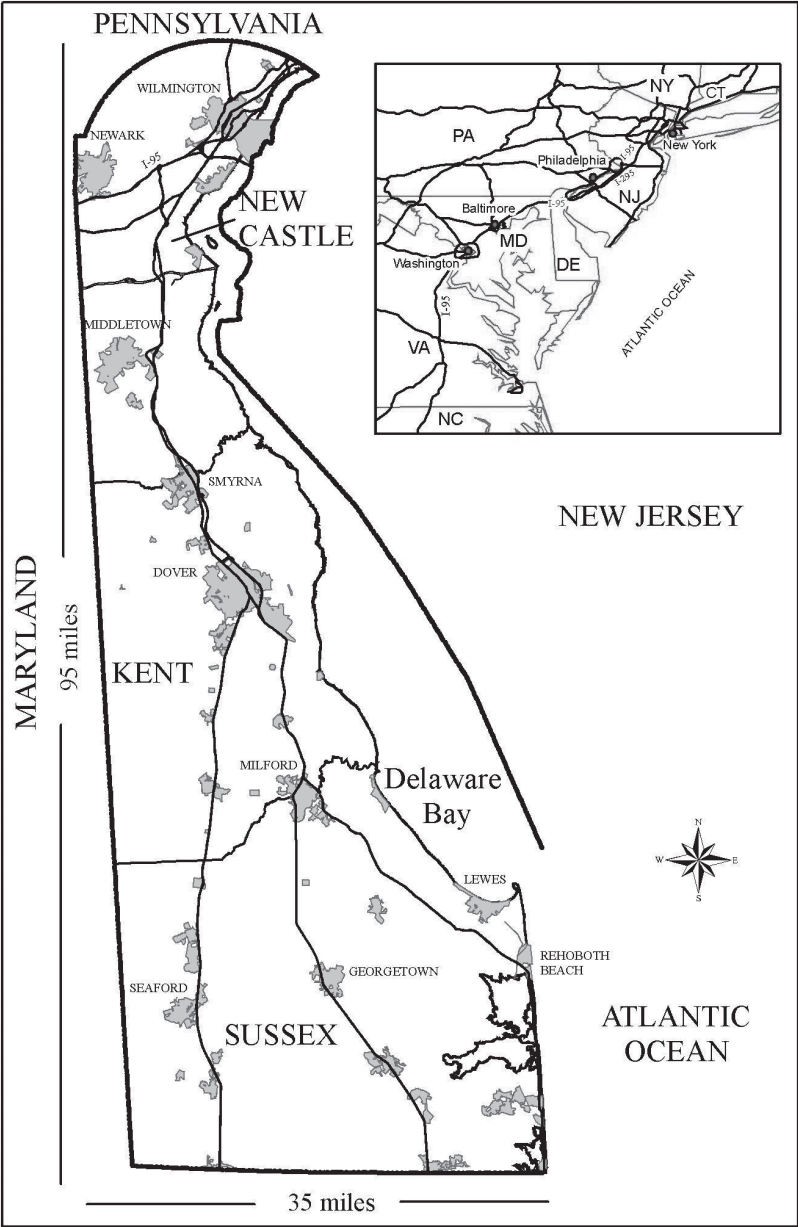 PENNSYLVANIA
WILMINGTON
NEWARK
I-95
NEW
CASTLE
MIDDLETOWN
SMYRNA
DOVER
KENT
MARYLAND
95 miles
MILFORD
Delaware
Bay
LEWES
REHOBOTH
BEACH
GEORGETOWN
SEAFORD
SUSSEX
ATLANTIC
OCEAN
35 miles
NEW JERSEY
N
W
E
S
NY
CT
PA
New York
Philadelphia
I-95
I-295
NJ
I-95
Baltimore
MD
DE
Washington
I-95
VA
NC
ATLANTIC OCEAN